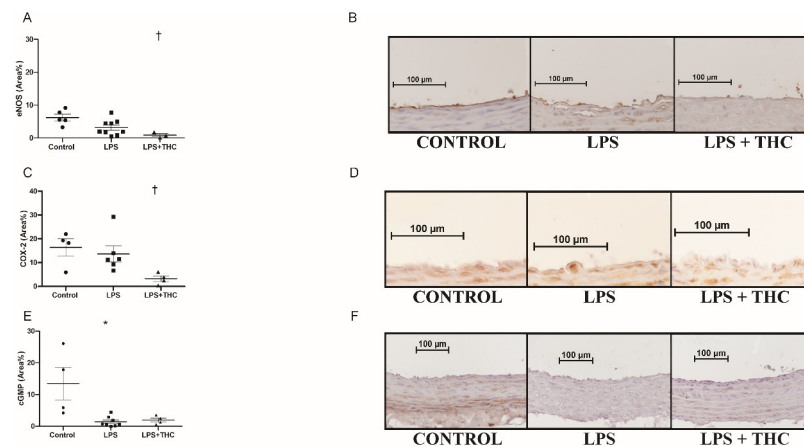 A
†
30
20
10
0
eNOS (Area%)
Control LPS LPS+THC
B
100 µm 100 µm 100 µm
CONTROL LPS LPS + THC
C
†
40
30
20
10
0
COX-2 (Area%)
Control LPS LPS+THC
D
100 µm 100 µm 100 µm
CONTROL LPS LPS + THC
E
*
30
20
10
0
cGMP (Area%)
Control LPS LPS+THC
F
100 µm 100 µm 100 µm
CONTROL LPS LPS + THC